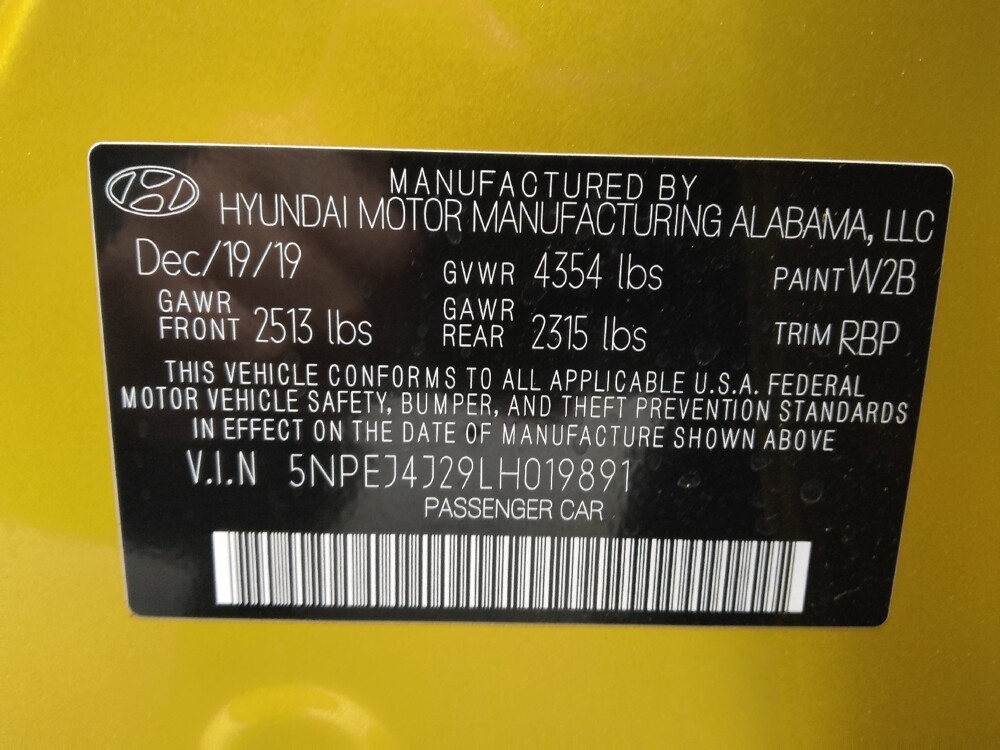 MANUFACTURED BY
HYUNDAI MOTOR MANUFACTURING ALABAMA, LLC
Dec/19/19 GVWR 4354 lbs PAINT W2B
GAWR FRONT 2513 lbs GAWR REAR 2315 lbs TRIM RBP
THIS VEHICLE CONFORMS TO ALL APPLICABLE U.S.A. FEDERAL
MOTOR VEHICLE SAFETY, BUMPER, AND THEFT PREVENTION STANDARDS
IN EFFECT ON THE DATE OF MANUFACTURE SHOWN ABOVE
V.I.N 5NPEJ4J29LH019891
PASSENGER CAR